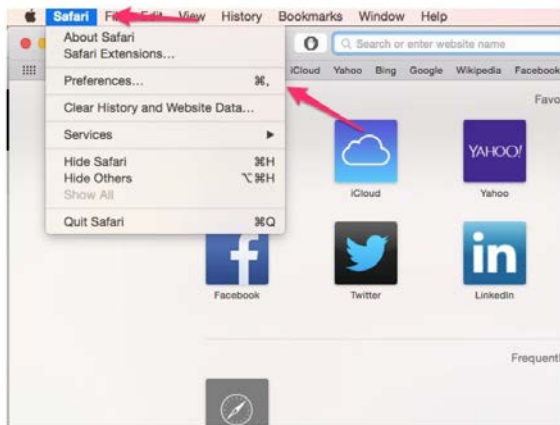 Safari File Edit View History Bookmarks Window Help
About Safari
Safari Extensions...
Search or enter website name
iCloud Yahoo Bing Google Wikipedia Facebook
Preferences... ⌘,
Clear History and Website Data...
Services
Hide Safari ⌘H
Hide Others ⌥⌘H
Show All
Quit Safari ⌘Q
YAHOO!
iCloud
Yahoo
f
in
Facebook
Twitter
LinkedIn